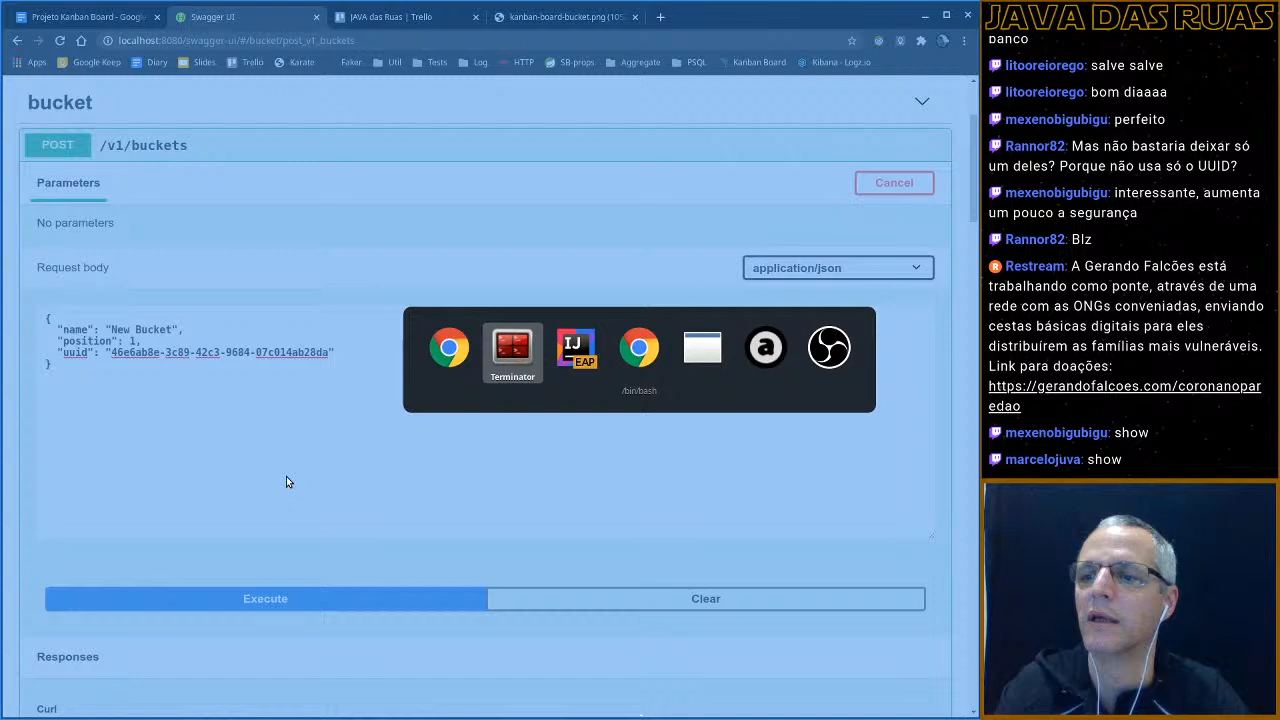 Projeto Kanban Board - Google
Swagger UI
JAVA das Ruas | Trello
kanban-board-bucket.png (105
localhost:8080/swagger-ui/#/bucket/post_v1_buckets
Apps
Google Keep
Diary
Slides
Trello
Karate
Faker
Util
Tests
Log
HTTP
SB-props
Aggregate
PSQL
Kanban Board
Kibana - Logz.io
bucket
POST
/v1/buckets
Parameters
Cancel
No parameters
Request body
application/json
{
"name": "New Bucket",
"position": 1,
"uuid": "46e6ab8e-3c89-42c3-9684-07c014ab28da"
}
IJ
EAP
a
Terminator
/bin/bash
Execute
Clear
Responses
Curl
JAVA DAS RUAS
banco
litooreiorego: salve salve
litooreiorego: bom diaaaa
mexenobigubigu: perfeito
Rannor82: Mas não bastaria deixar só
um deles? Porque não usa só o UUID?
mexenobigubigu: interessante, aumenta
um pouco a segurança
Rannor82: Blz
Restream: A Gerando Falcões está
trabalhando como ponte, através de uma
rede com as ONGs conveniadas, enviando
cestas básicas digitais para eles
distribuírem as famílias mais vulneráveis.
Link para doações:
https://gerandofalcoes.com/coronanopar
edao
mexenobigubigu: show
marcelojuva: show